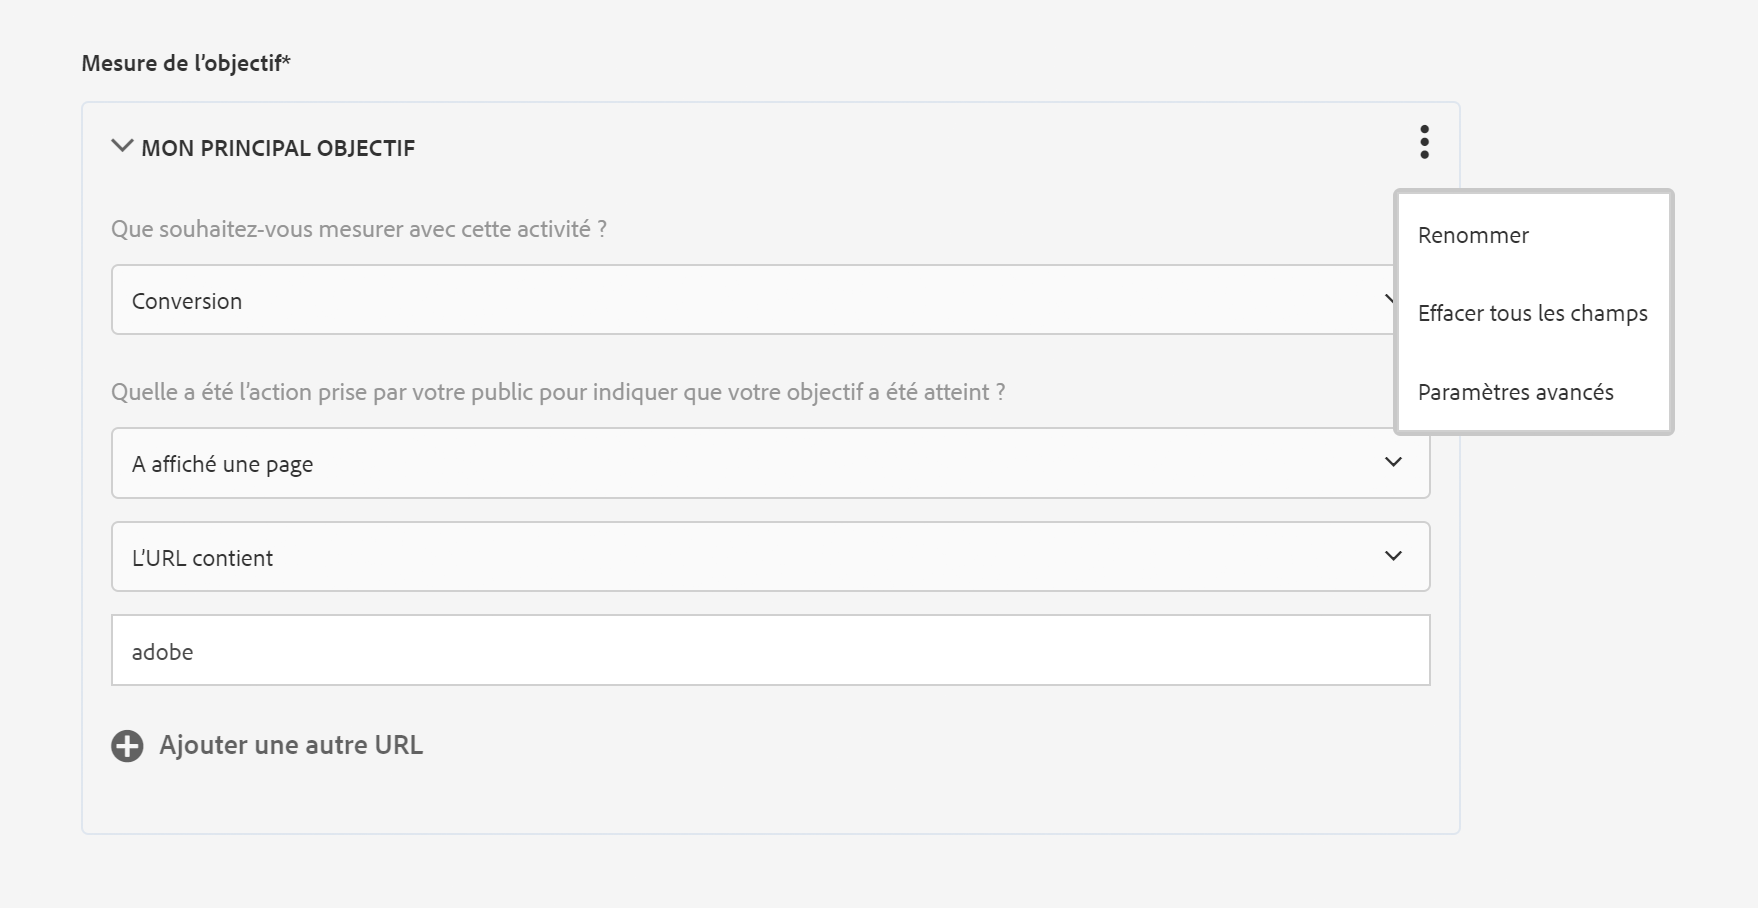 Mesure de l’objectif*
MON PRINCIPAL OBJECTIF
Que souhaitez-vous mesurer avec cette activité ?
Conversion
Quelle a été l’action prise par votre public pour indiquer que votre objectif a été atteint ?
A affiché une page
L’URL contient
adobe
Ajouter une autre URL
Renommer
Effacer tous les champs
Paramètres avancés